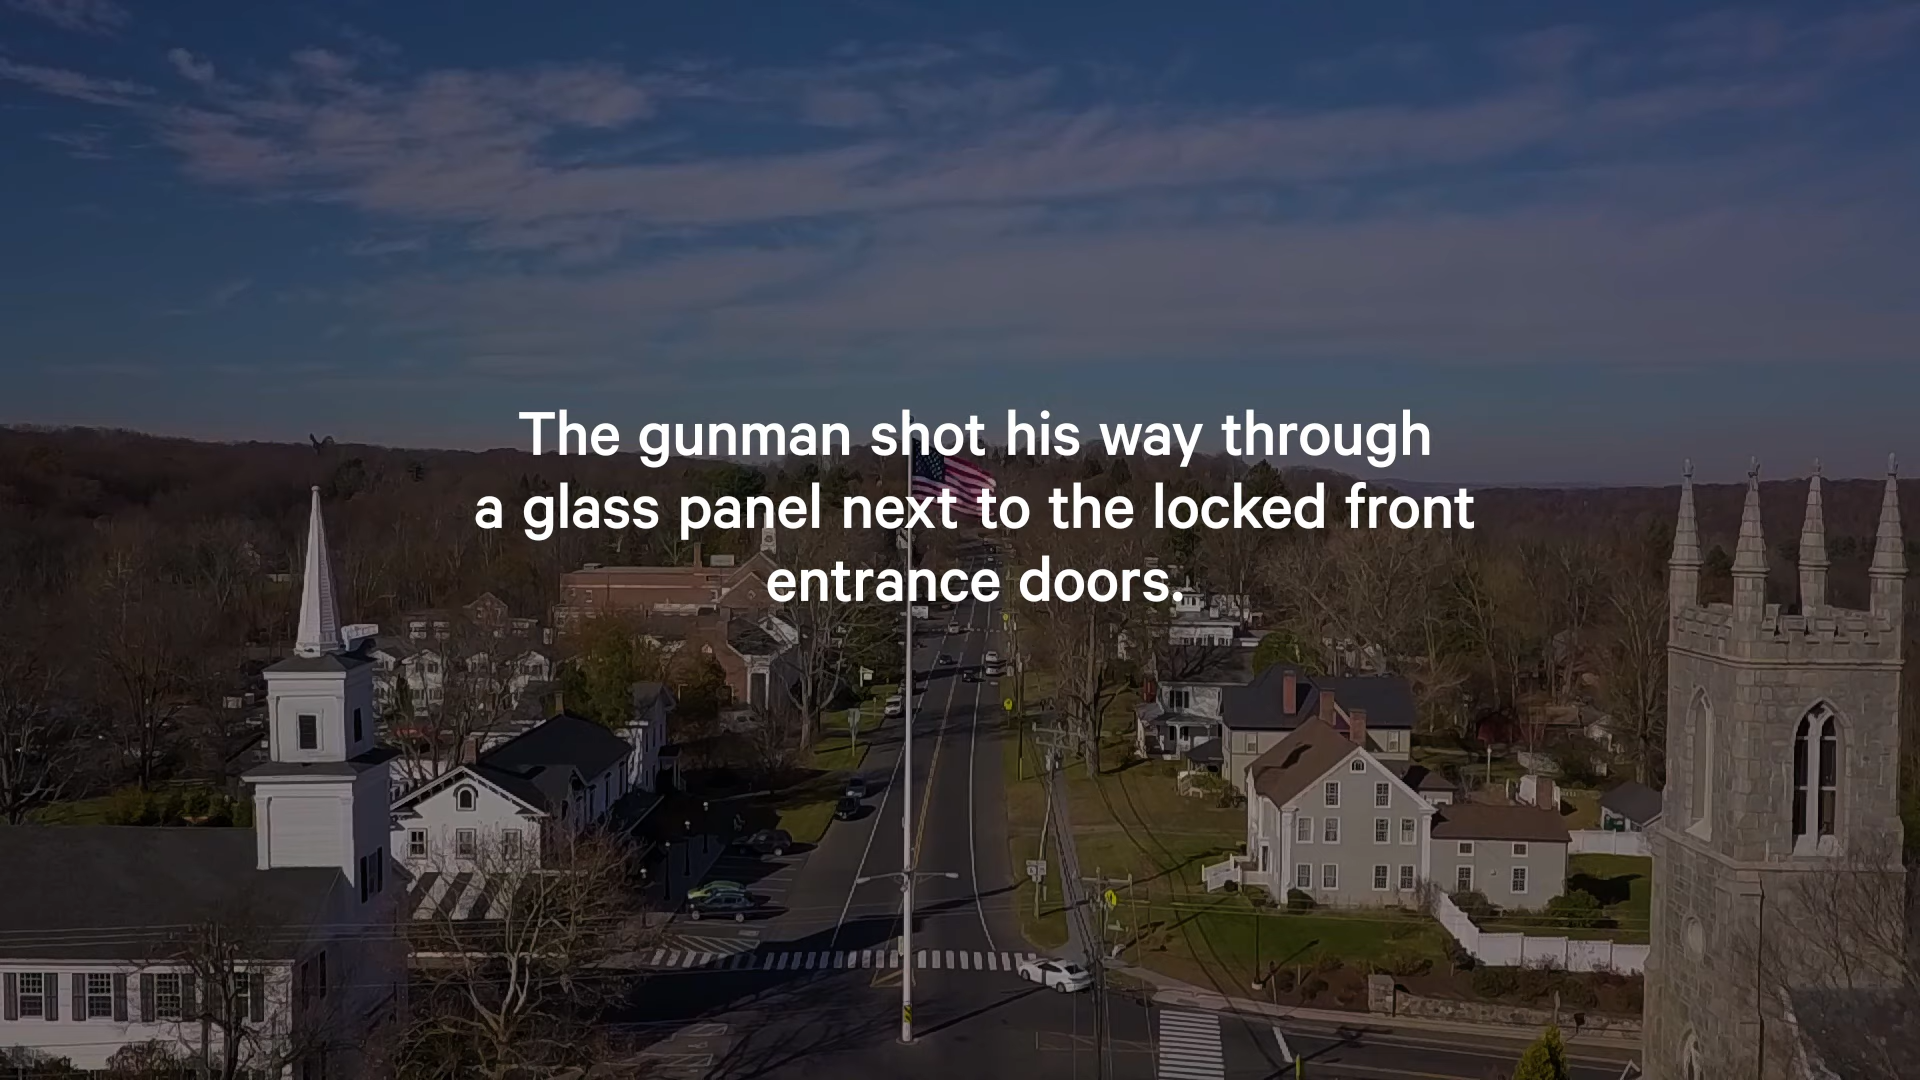 The gunman shot his way through
a glass panel next to the locked front
entrance doors.